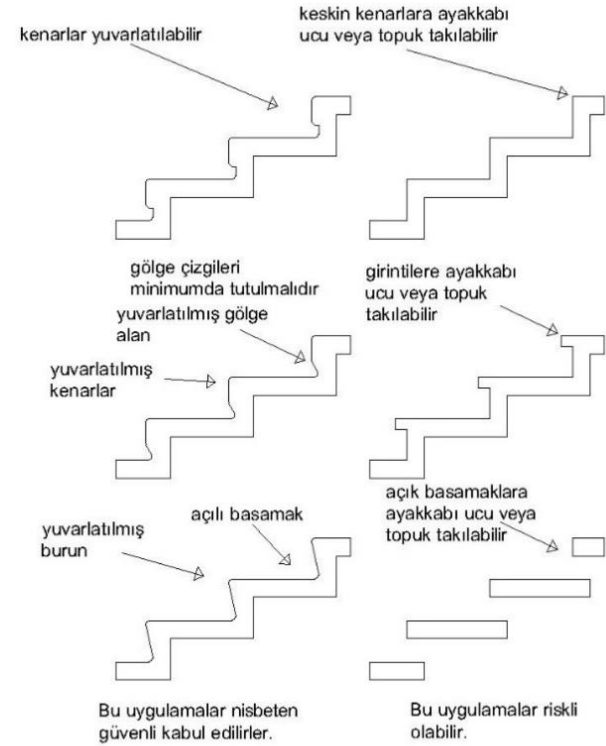 kenarlar yuvarlatılabilir
keskin kenarlara ayakkabı
ucu veya topuk takılabilir
gölge çizgileri
minimumda tutulmalıdır
yuvarlatılmış gölge
alan
yuvarlatılmış
kenarlar
girintilere ayakkabı
ucu veya topuk
takılabilir
yuvarlatılmış
burun
açılı basamak
açık basamaklara
ayakkabı ucu veya
topuk takılabilir
Bu uygulamalar nisbeten
güvenli kabul edilirler.
Bu uygulamalar riskli
olabilir.